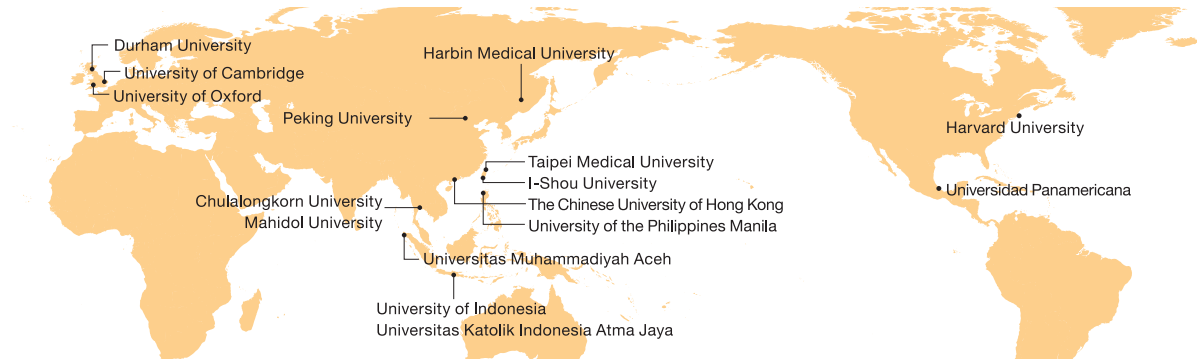 Durham University
University of Cambridge
University of Oxford
Harbin Medical University
Peking University
Harvard University
Taipei Medical University
I-Shou University
The Chinese University of Hong Kong
University of the Philippines Manila
Universidad Panamericana
Chulalongkorn University
Mahidol University
Universitas Muhammadiyah Aceh
University of Indonesia
Universitas Katolik Indonesia Atma Jaya